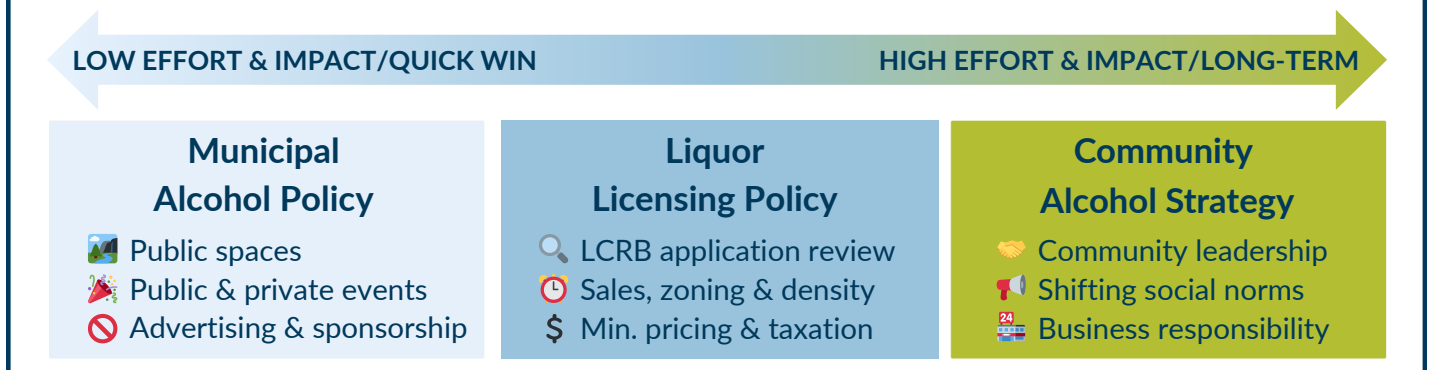 LOW EFFORT & IMPACT/QUICK WIN
HIGH EFFORT & IMPACT/LONG-TERM
Municipal
Alcohol Policy
Public spaces
Public & private events
Advertising & sponsorship
Liquor
Licensing Policy
LCRB application review
Sales, zoning & density
$ Min. pricing & taxation
Community
Alcohol Strategy
Community leadership
Shifting social norms
24
Business responsibility